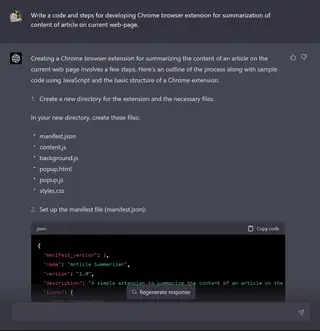 Write a code and steps for developing Chrome browser extension for summarization
of content of article on current web-page.
Creating a Chrome browser extension for summarizing the content of an article on the
current web page involves a few steps. Here's an outline of the process along with sample
code using JavaScript and the basic structure of a Chrome extension.
1. Create a new directory for the extension and the necessary files.
In your new directory, create these files:
• manifest.json
• content.js
• background.js
• popup.html
• popup.js
• styles.css
2. Set up the manifest file (manifest.json):
json Copy code
{
"manifest_version": 2,
"name": "Article Summarizer",
"version": "1.0",
"description": "A simple extension to summarize the content of an article on the
Regenerate response